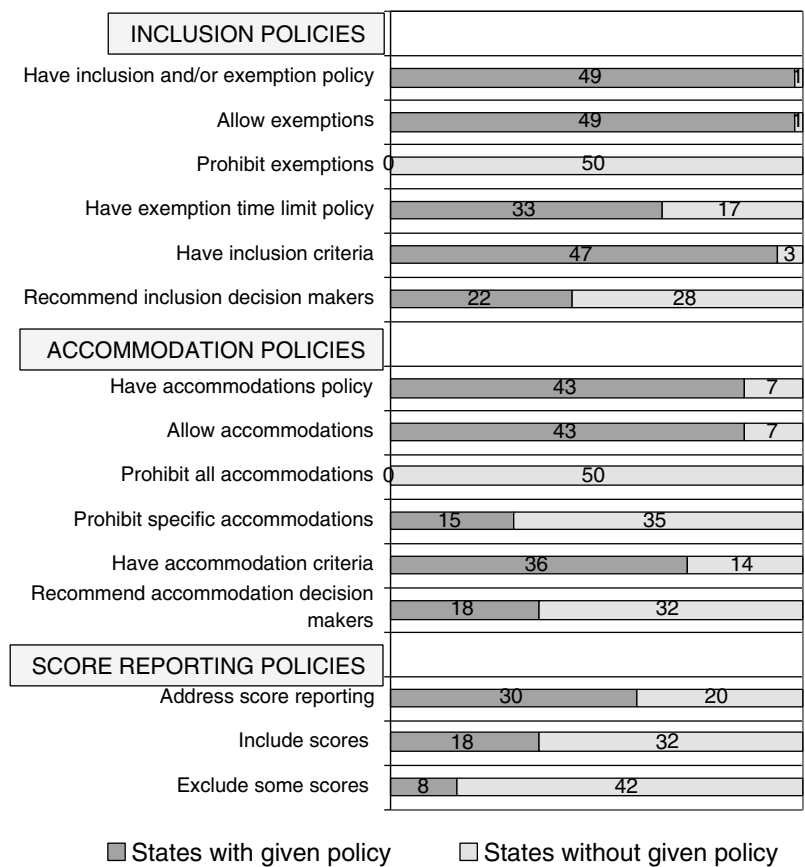 INCLUSION POLICIES
Have inclusion and/or exemption policy 49 1
Allow exemptions 49 1
Prohibit exemptions 0 50
Have exemption time limit policy 33 17
Have inclusion criteria 47 3
Recommend inclusion decision makers 22 28
ACCOMMODATION POLICIES
Have accommodations policy 43 7
Allow accommodations 43 7
Prohibit all accommodations 0 50
Prohibit specific accommodations 15 35
Have accommodation criteria 36 14
Recommend accommodation decision
makers 18 32
SCORE REPORTING POLICIES
Address score reporting 30 20
Include scores 18 32
Exclude some scores 8 42
States with given policy States without given policy